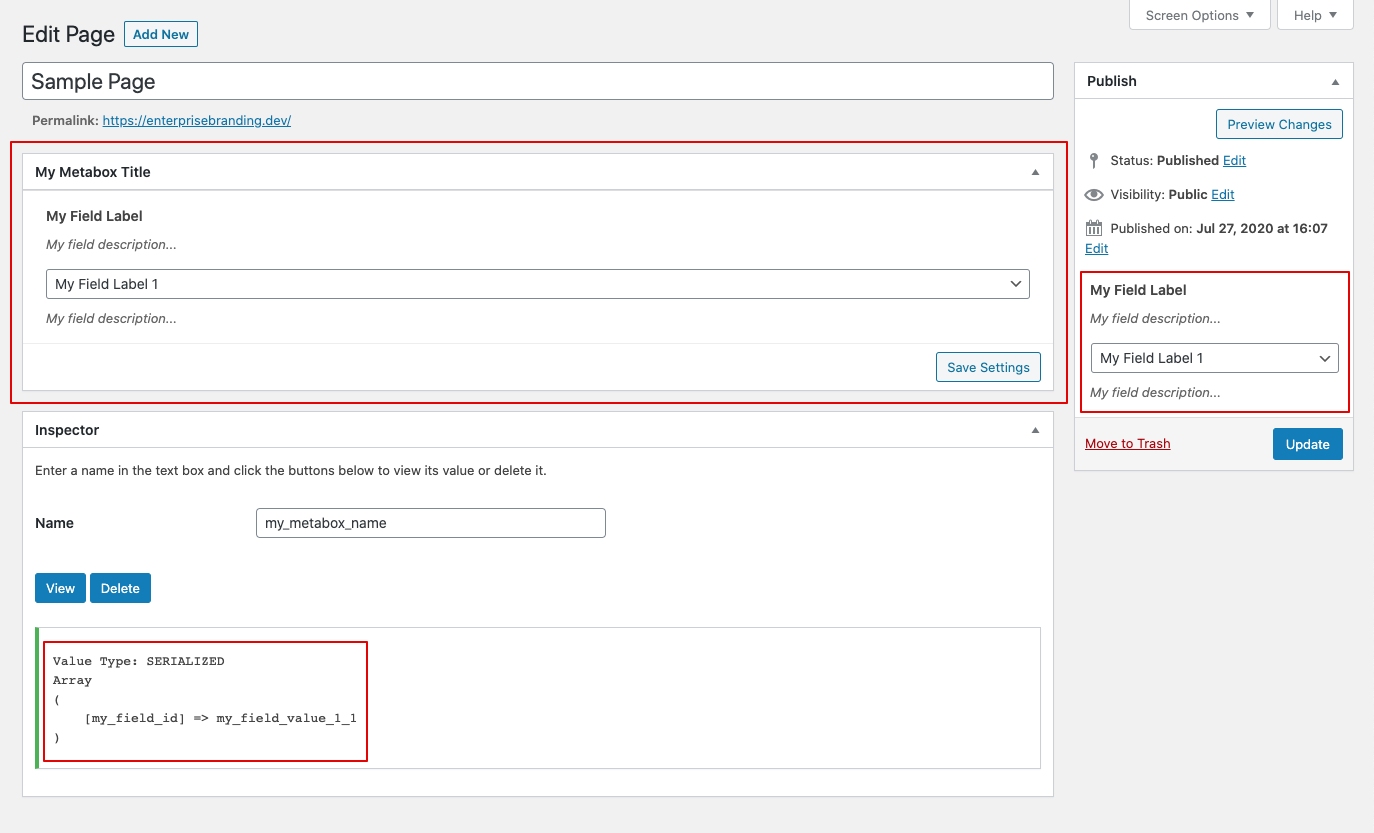 Screen Options
Help
Edit Page
Add New
Sample Page
Permalink: https://enterprisebranding.dev/
My Metabox Title
My Field Label
My field description...
My Field Label 1
My field description...
Save Settings
Inspector
Enter a name in the text box and click the buttons below to view its value or delete it.
Name
my_metabox_name
View
Delete
Value Type: SERIALIZED
Array
(
[my_field_id] => my_field_value_1_1
)
Publish
Preview Changes
Status: Published Edit
Visibility: Public Edit
Published on: Jul 27, 2020 at 16:07
Edit
My Field Label
My field description...
My Field Label 1
My field description...
Move to Trash
Update